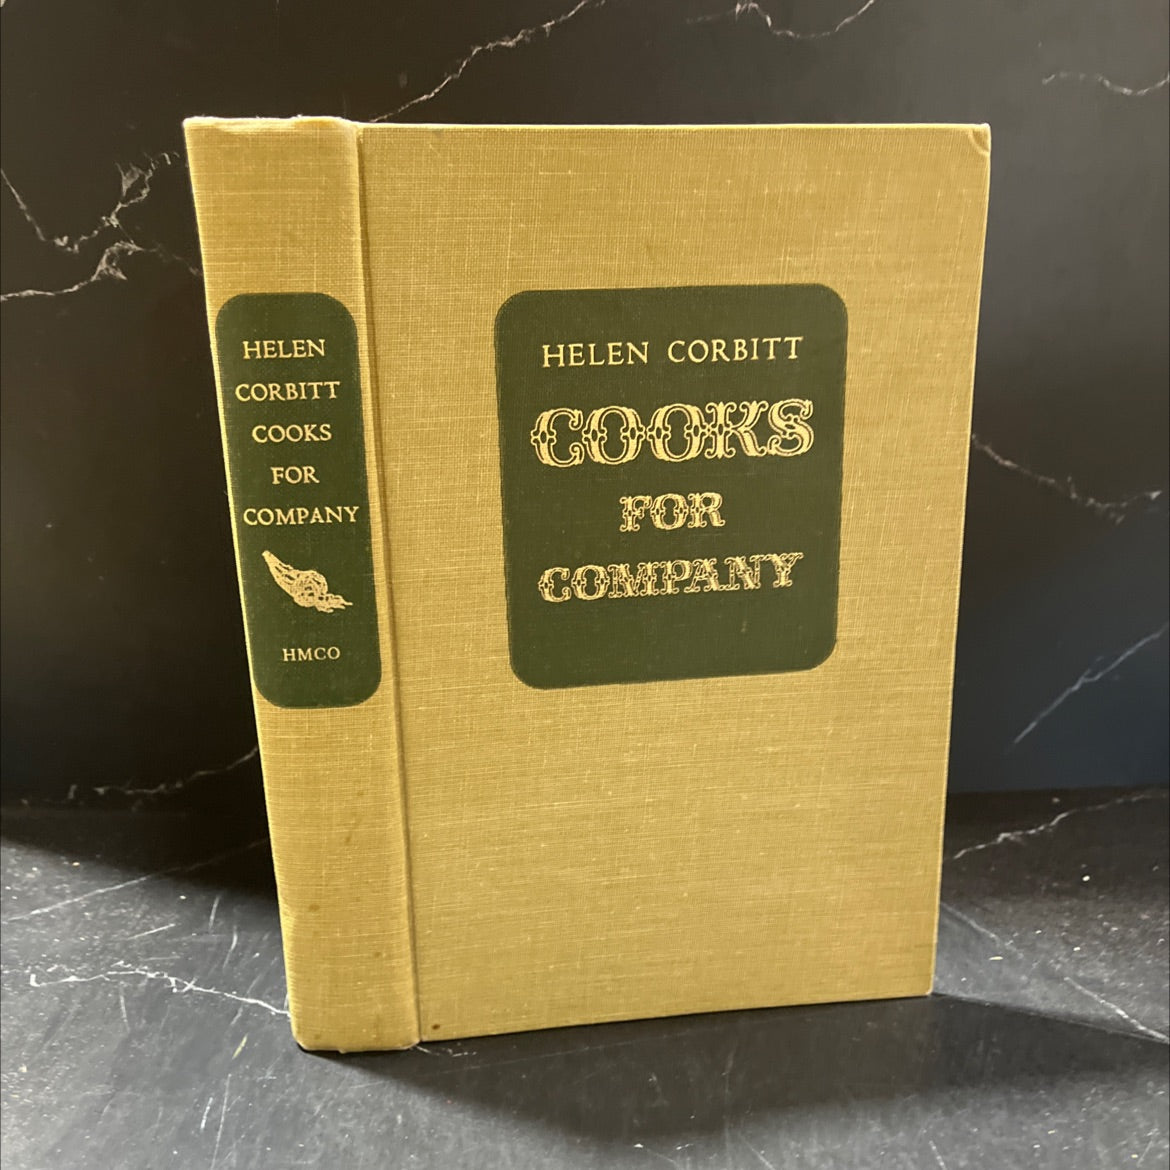 HELEN
CORBITT
COOKS
FOR
COMPANY
HMCO
HELEN CORBITT
COOKS
FOR
COMPANY